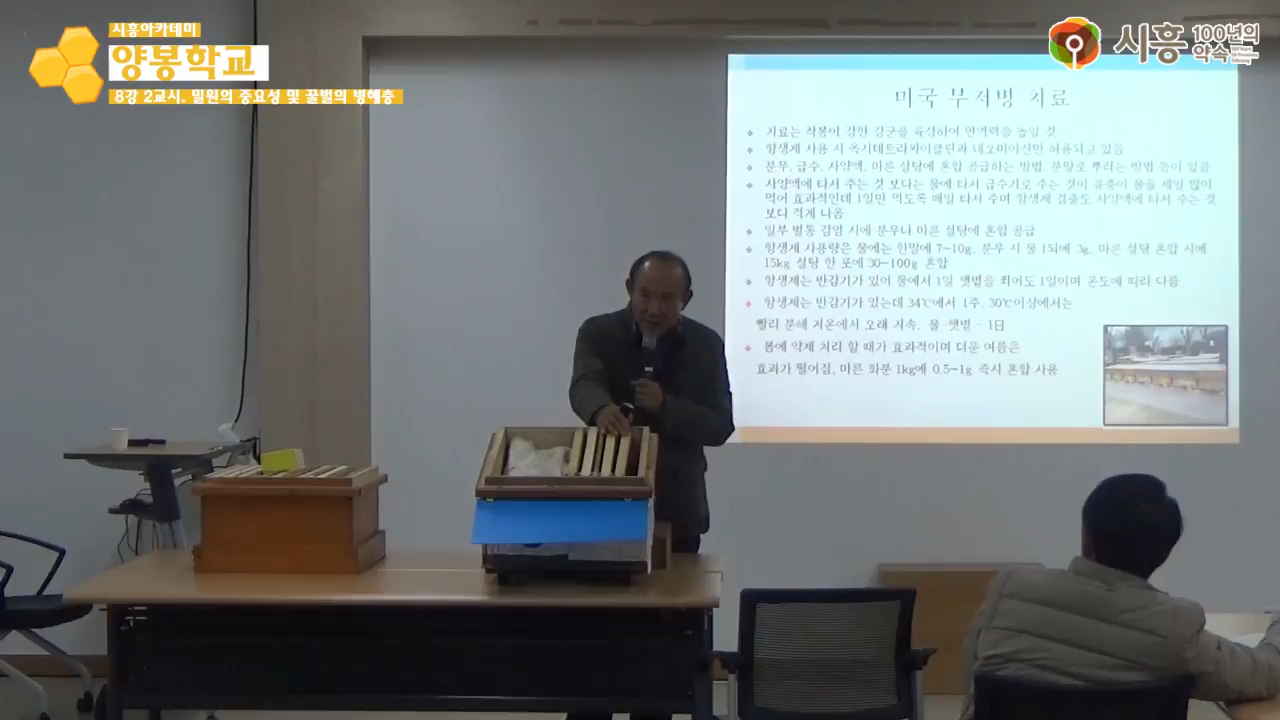 시흥아카데미
양봉학교
8강 2교시. 밀원의 중요성 및 꿀벌의 병해충
시흥 100년의 약속
미국 부저병 치료
치료는 착봉이 강한 강군을 육성하여 면역력을 높일 것
항생제 사용 시 옥시테트라싸이클린과 네오마이신만 허용되고 있음
분무, 급수, 사양액, 마른 설탕에 혼합 공급하는 방법, 분말로 뿌리는 방법 등이 있음
사양액에 타서 주는 것 보다는 물에 타서 급수기로 주는 것이 유충이 물을 제일 많이
먹어 효과적인데 1일만 먹도록 매일 타서 주며 항생제 검출도 사양액에 타서 주는 것
보다 적게 나옴
일부 벌통 감염 시에 분무나 마른 설탕에 혼합 공급
항생제 사용량은 물에는 한말에 7~10g, 분무 시 물 1되에 3g, 마른 설탕 혼합 시에
15kg 설탕 한 포에 30~100g 혼합
항생제는 반감기가 있어 물에서 1일 햇볕을 쬐어도 1일이며 온도에 따라 다름
항생제는 반감기가 있는데 34℃에서 1주, 30℃이상에서는
빨리 분해 저온에서 오래 지속, 물 햇볕 - 1日
봄에 약제 처리 할 때가 효과적이며 더운 여름은
효과가 떨어짐, 마른 화분 1kg에 0.5~1g 즉시 혼합 사용